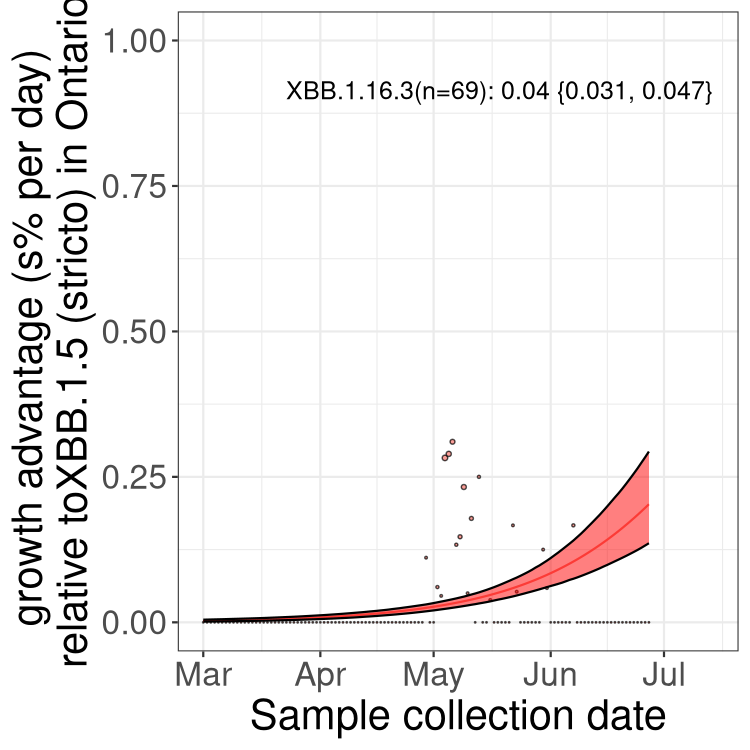 growth advantage (s% per day)
relative toXBB.1.5 (stricto) in Ontario
1.00
0.75
0.50
0.25
0.00
XBB.1.16.3(n=69): 0.04 {0.031, 0.047}
Mar
Apr
May
Jun
Jul
Sample collection date